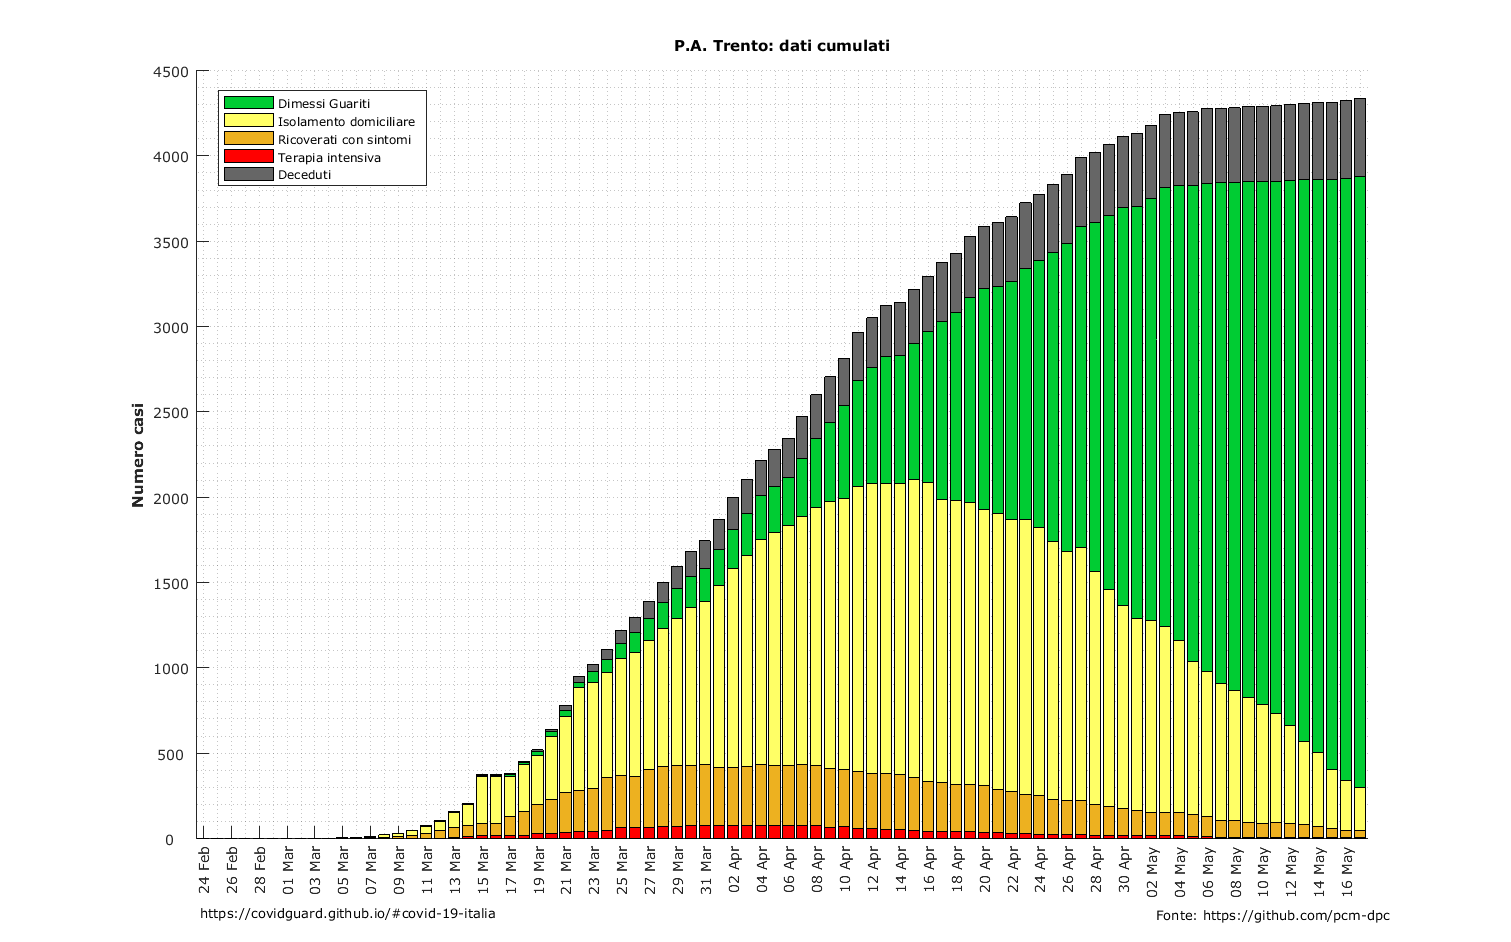 P.A. Trento: dati cumulati
4500
4000
3500
3000
2500
2000
1500
1000
500
0
Numero casi
Dimessi Guariti
Isolamento domiciliare
Ricoverati con sintomi
Terapia intensiva
Deceduti
24 Feb
26 Feb
28 Feb
01 Mar
03 Mar
05 Mar
07 Mar
09 Mar
11 Mar
13 Mar
15 Mar
17 Mar
19 Mar
21 Mar
23 Mar
25 Mar
27 Mar
29 Mar
31 Mar
02 Apr
04 Apr
06 Apr
08 Apr
10 Apr
12 Apr
14 Apr
16 Apr
18 Apr
20 Apr
22 Apr
24 Apr
26 Apr
28 Apr
30 Apr
02 May
04 May
06 May
08 May
10 May
12 May
14 May
16 May
https://covidguard.github.io/#covid-19-italia
Fonte: https://github.com/pcm-dpc